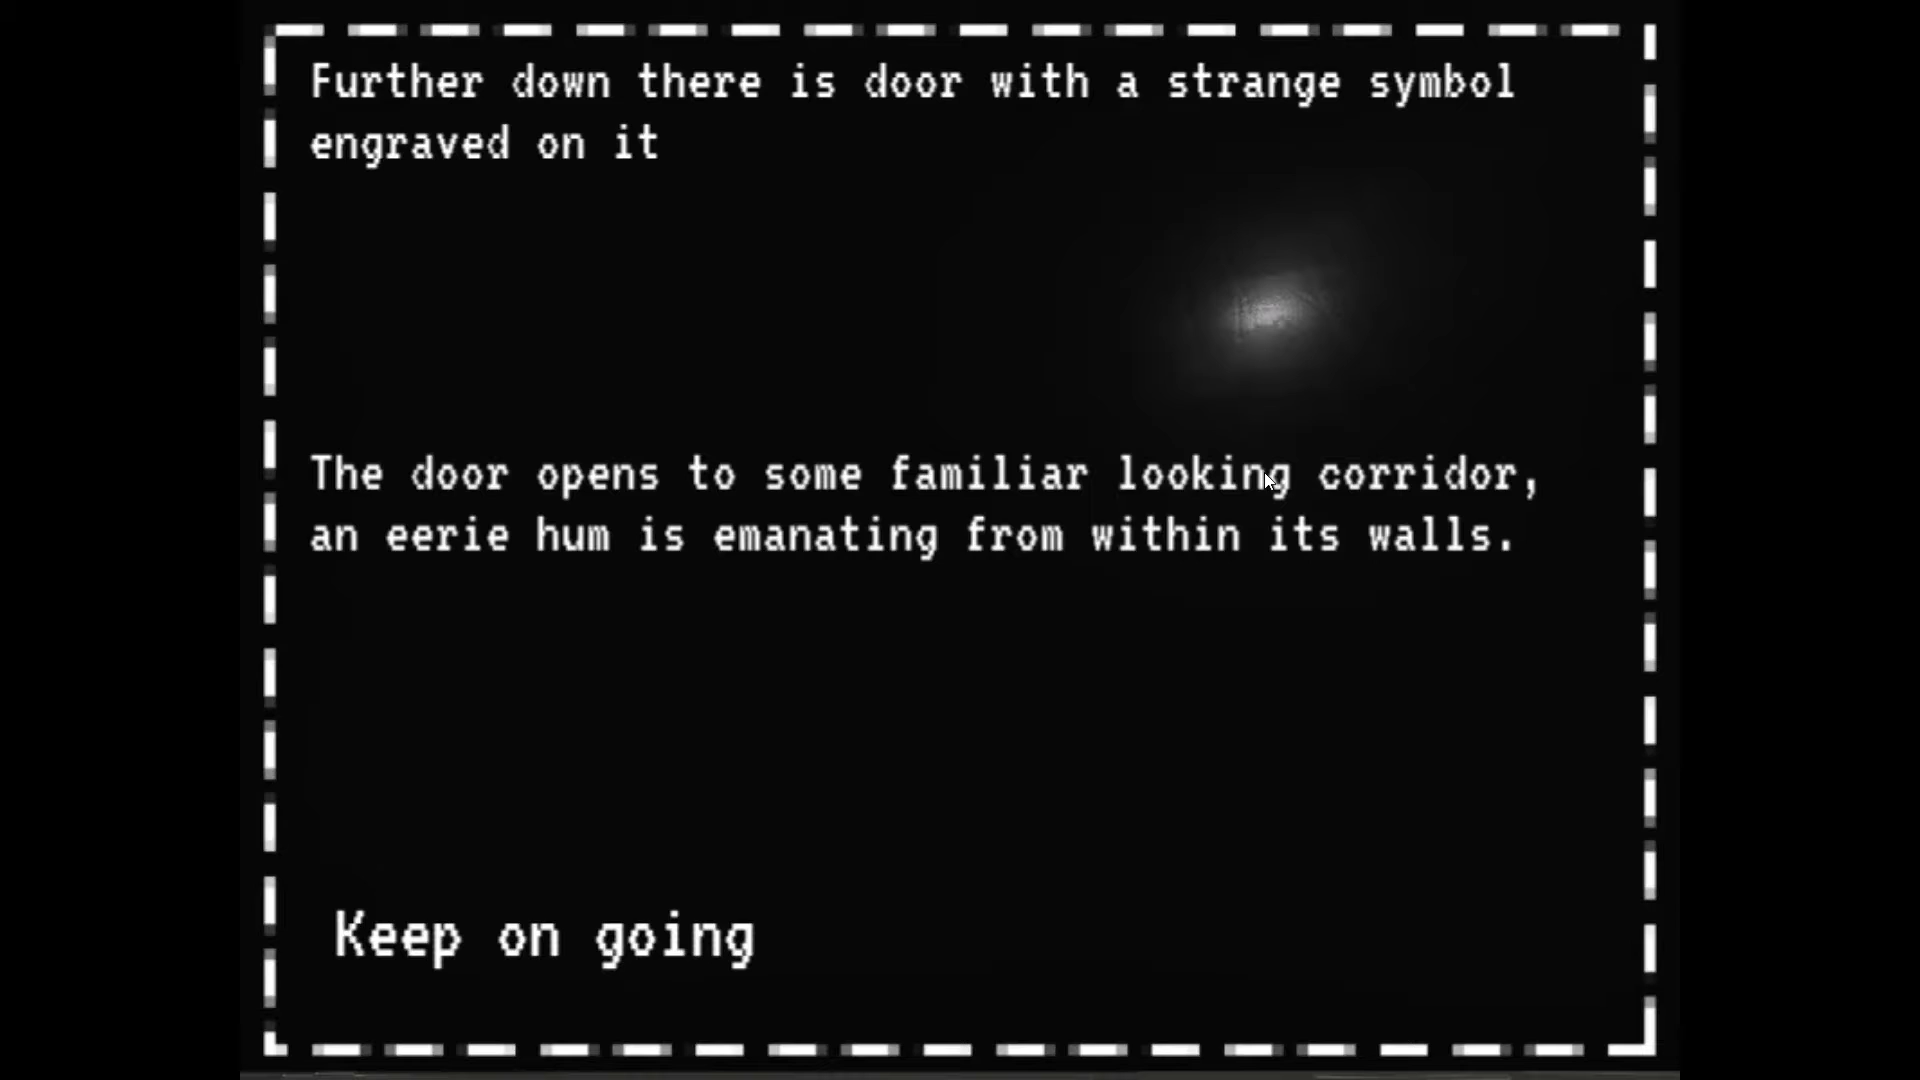 Further down there is door with a strange symbol
engraved on it
The door opens to some familiar looking corridor,
an eerie hum is emanating from within its walls.
Keep on going